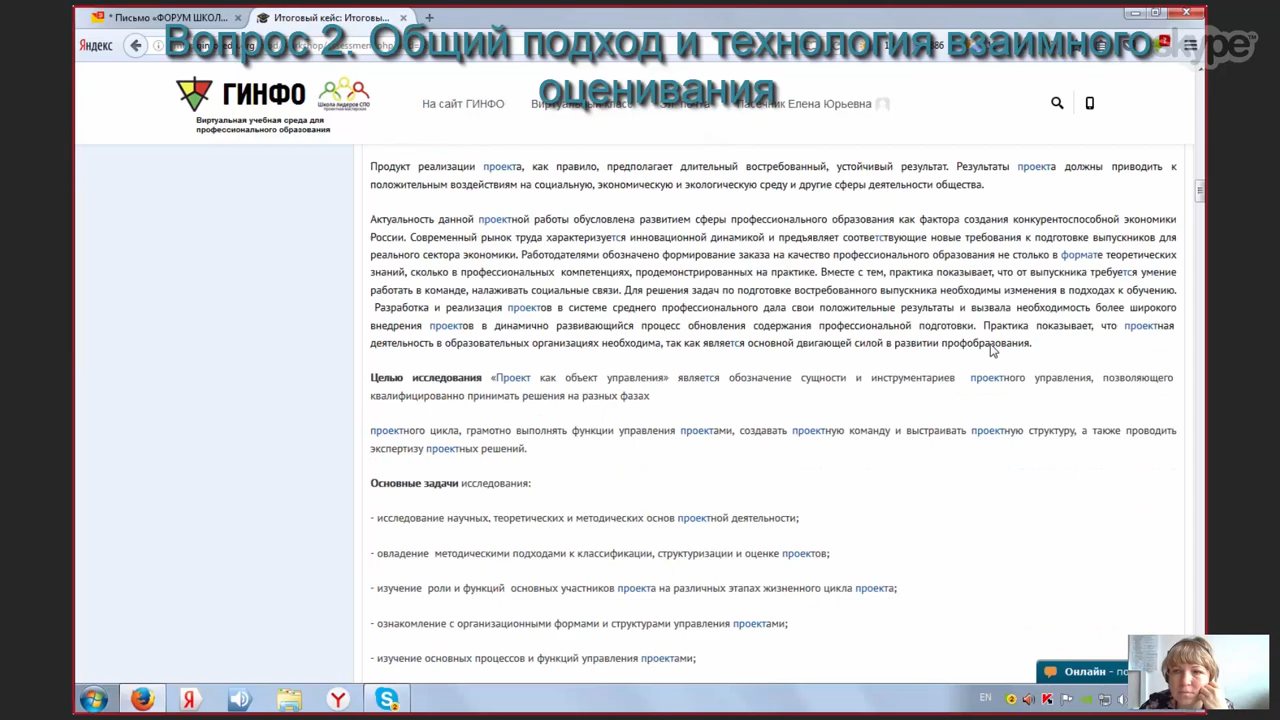 * Письмо «ФОРУМ ШКОЛ...
Итоговый кейс: Итоговы...
Вопрос 2. Общий подход и технология взаимного
оценивания
Яндекс
skype™
ГИНФО
Школа лидеров СПО
Виртуальная учебная среда для
профессионального образования
На сайт ГИНФО
Виртуальный класс
Пасечник Елена Юрьевна
Продукт реализации проекта, как правило, предполагает длительный востребованный, устойчивый результат. Результаты проекта должны приводить к
положительным воздействиям на социальную, экономическую и экологическую среду и другие сферы деятельности общества.
Актуальность данной проектной работы обусловлена развитием сферы профессионального образования как фактора создания конкурентоспособной экономики
России. Современный рынок труда характеризуется инновационной динамикой и предъявляет соответствующие новые требования к подготовке выпускников для
реального сектора экономики. Работодателями обозначено формирование заказа на качество профессионального образования не столько в формате теоретических
знаний, сколько в профессиональных компетенциях, продемонстрированных на практике. Вместе с тем, практика показывает, что от выпускника требуется умение
работать в команде, налаживать социальные связи. Для решения задач по подготовке востребованного выпускника необходимы изменения в подходах к обучению.
Разработка и реализация проектов в системе среднего профессионального дала свои положительные результаты и вызвала необходимость более широкого
внедрения проектов в динамично развивающийся процесс обновления содержания профессиональной подготовки. Практика показывает, что проектная
деятельность в образовательных организациях необходима, так как является основной двигающей силой в развитии профобразования.
Целью исследования «Проект как объект управления» является обозначение сущности и инструментариев проектного управления, позволяющего
квалифицированно принимать решения на разных фазах
проектного цикла, грамотно выполнять функции управления проектами, создавать проектную команду и выстраивать проектную структуру, а также проводить
экспертизу проектных решений.
Основные задачи исследования:
- исследование научных, теоретических и методических основ проектной деятельности;
- овладение методическими подходами к классификации, структуризации и оценке проектов;
- изучение роли и функций основных участников проекта на различных этапах жизненного цикла проекта;
- ознакомление с организационными формами и структурами управления проектами;
- изучение основных процессов и функций управления проектами;
Онлайн - по
EN